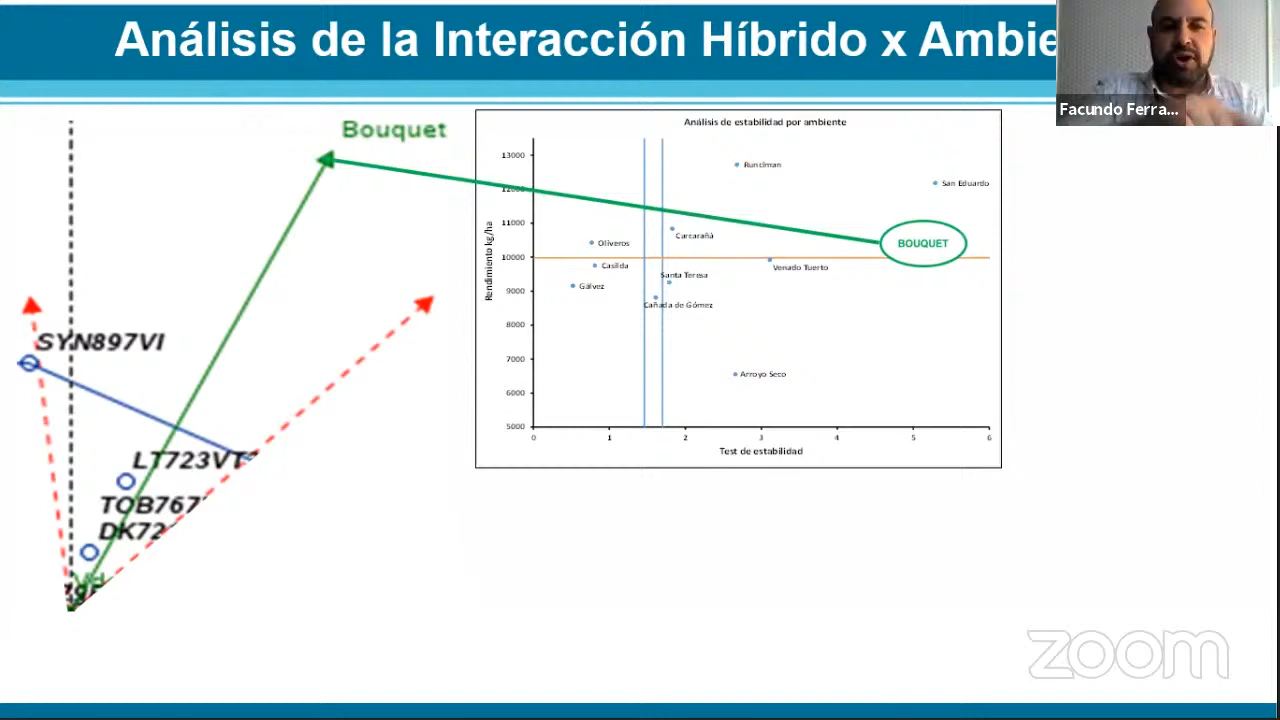 Análisis de la Interacción Híbrido x Ambie
Facundo Ferra...
Bouquet
SYN897VI
LT723VT
TOB767
DK72
Análisis de estabilidad por ambiente
Rendimiento kg/ha
13000
12000
11000
10000
9000
8000
7000
6000
5000
0 1 2 3 4 5 6
Test de estabilidad
Runciman
San Eduardo
Carcarañá
Oliveros
BOUQUET
Casilda
Venado Tuerto
Santa Teresa
Gálvez
Cañada de Gómez
Arroyo Seco
zoom